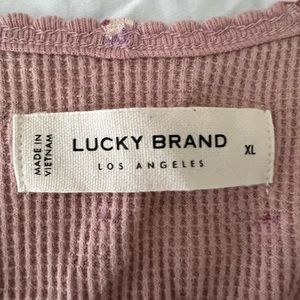 MADE IN
VIETNAM
LUCKY BRAND
LOS ANGELES
XL